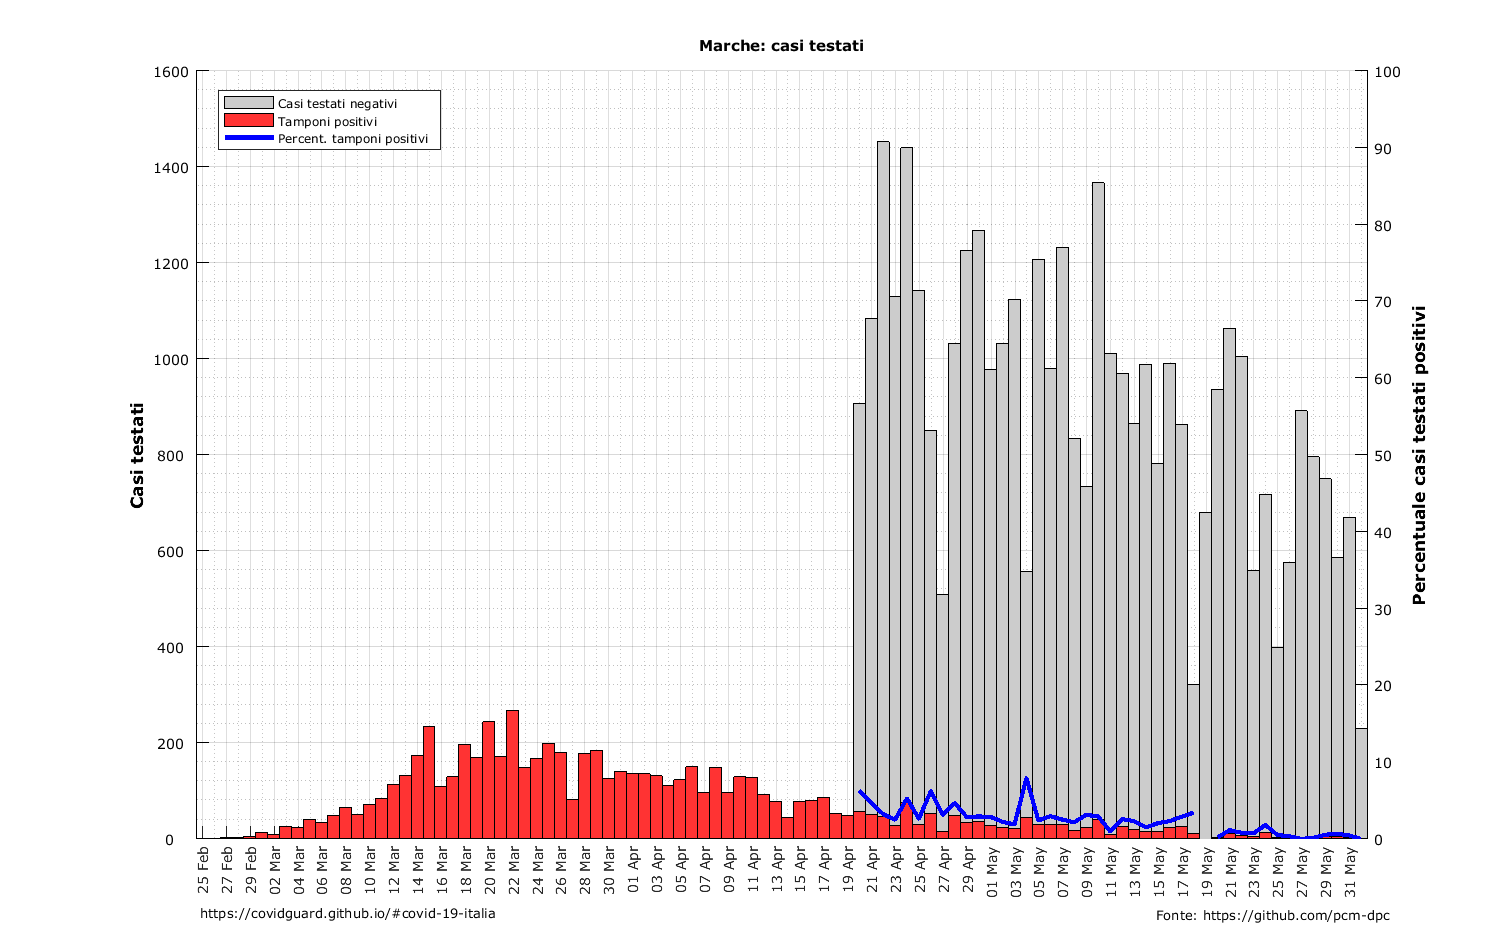 Marche: casi testati
Casi testati negativi
Tamponi positivi
Percent. tamponi positivi
Casi testati
1600
1400
1200
1000
800
600
400
200
0
100
90
80
70
60
50
40
30
20
10
0
Percentuale casi testati positivi
25 Feb
27 Feb
29 Feb
02 Mar
04 Mar
06 Mar
08 Mar
10 Mar
12 Mar
14 Mar
16 Mar
18 Mar
20 Mar
22 Mar
24 Mar
26 Mar
28 Mar
30 Mar
01 Apr
03 Apr
05 Apr
07 Apr
09 Apr
11 Apr
13 Apr
15 Apr
17 Apr
19 Apr
21 Apr
23 Apr
25 Apr
27 Apr
29 Apr
01 May
03 May
05 May
07 May
09 May
11 May
13 May
15 May
17 May
19 May
21 May
23 May
25 May
27 May
29 May
31 May
https://covidguard.github.io/#covid-19-italia
Fonte: https://github.com/pcm-dpc